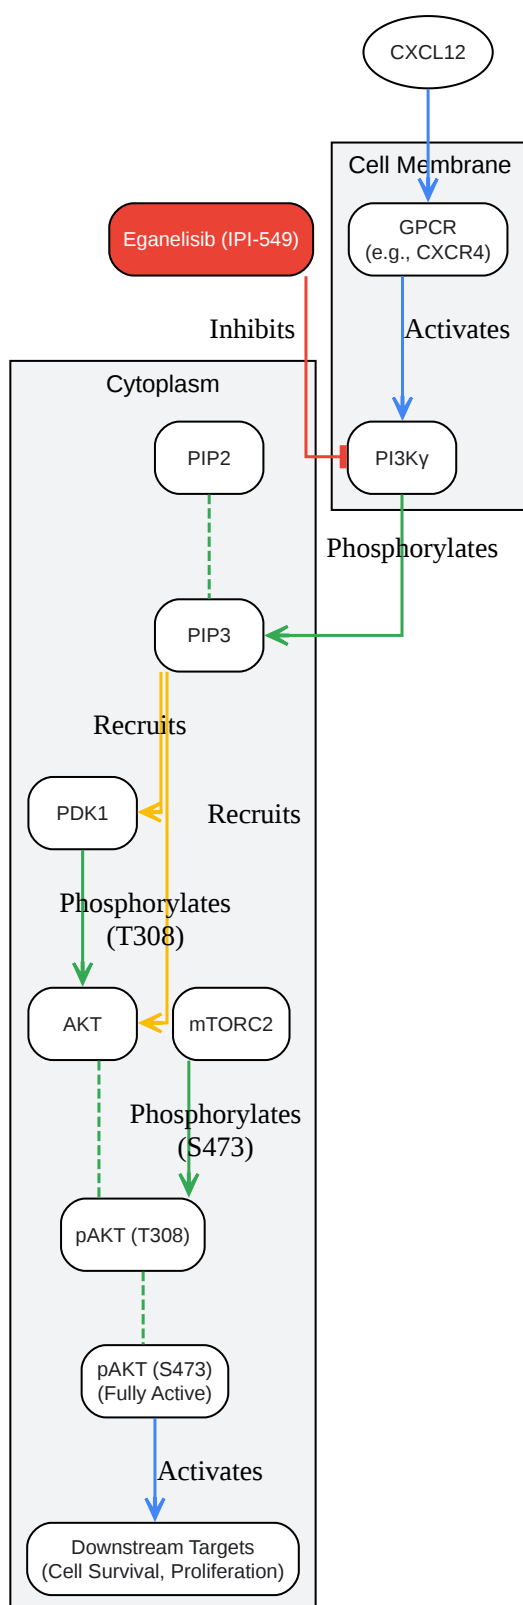 CXCL12
Cell Membrane
GPCR
(e.g., CXCR4)
Eganelisib (IPI-549)
Inhibits
Activates
Cytoplasm
PIP2
PI3Kγ
Phosphorylates
PIP3
Recruits
PDK1
Recruits
Phosphorylates
(T308)
AKT
mTORC2
Phosphorylates
(S473)
pAKT (T308)
pAKT (S473)
(Fully Active)
Activates
Downstream Targets
(Cell Survival, Proliferation)